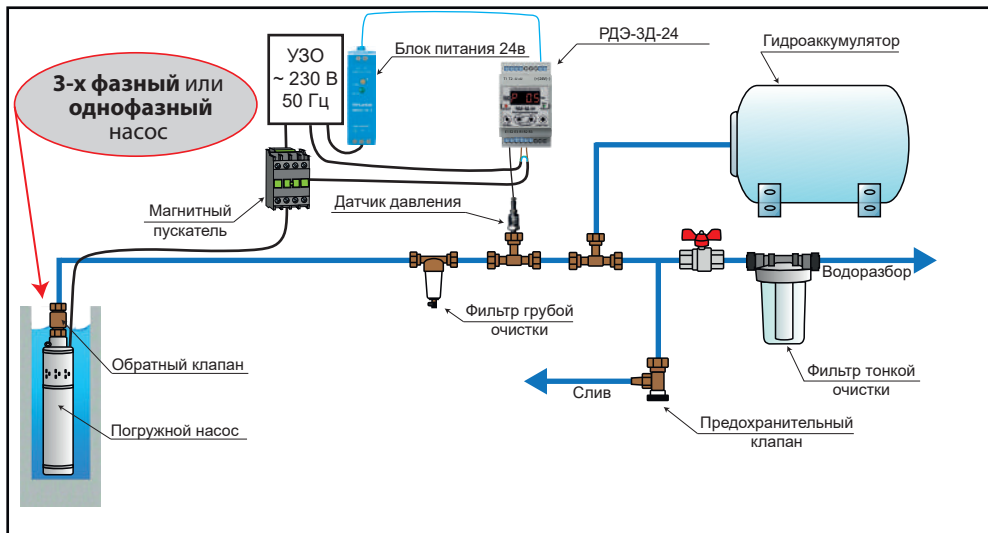 3-х фазный или
однофазный
насос
УЗО
~ 230 В
50 Гц
Блок питания 24в
РДЭ-3Д-24
Гидроаккумулятор
Магнитный
пускатель
Датчик давления
Водоразбор
Фильтр грубой
очистки
Обратный клапан
Фильтр тонкой
очистки
Слив
Погружной насос
Предохранительный
клапан